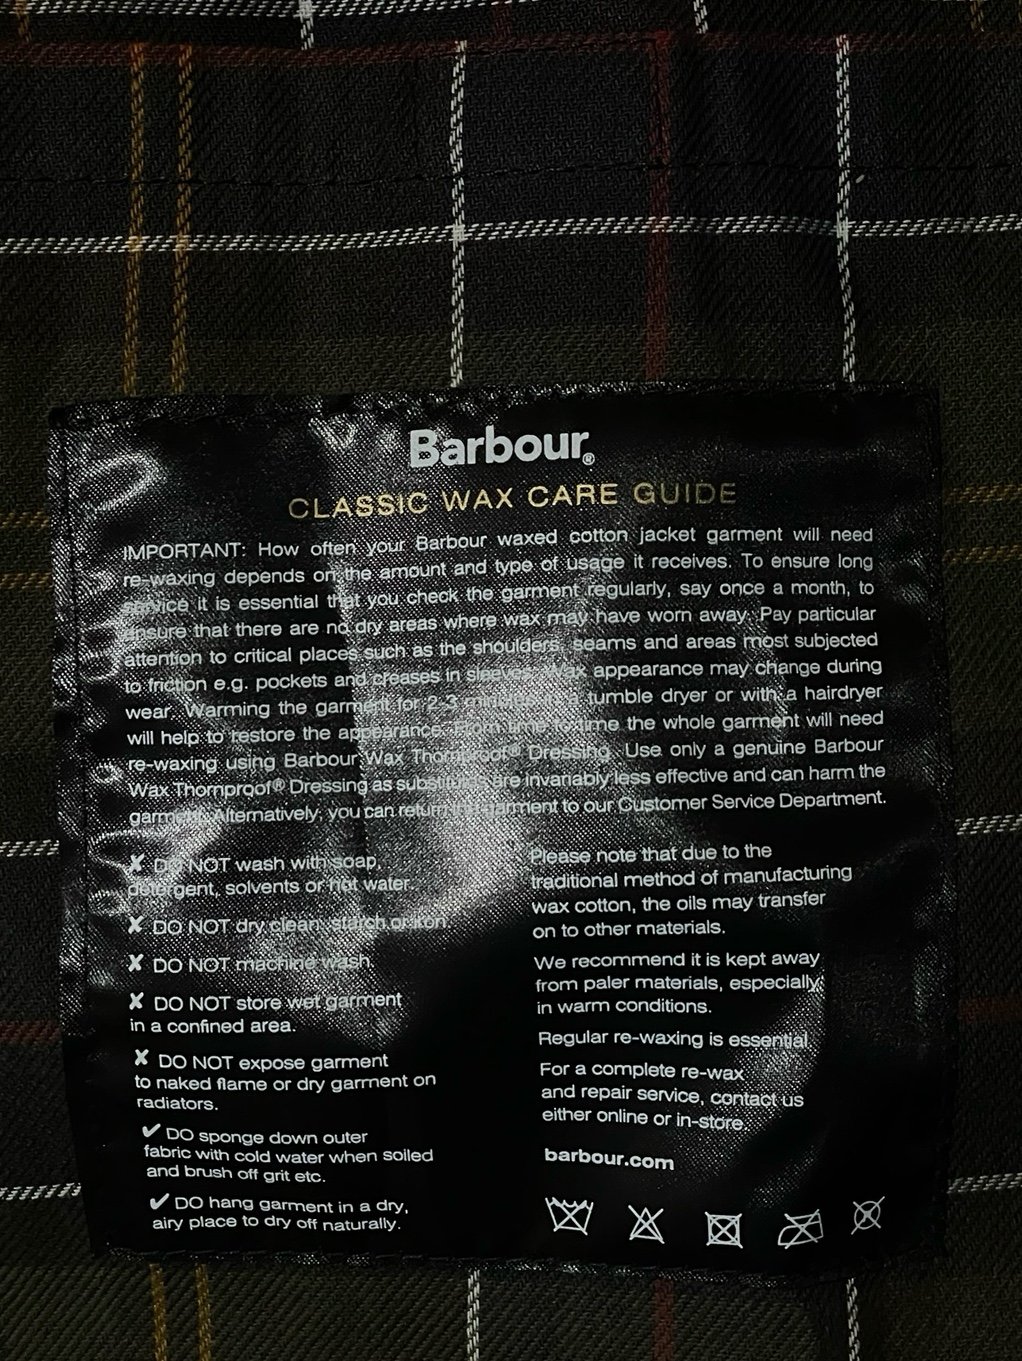 Barbour®
CLASSIC WAX CARE GUIDE
IMPORTANT: How often your Barbour waxed cotton jacket garment will need
re-waxing depends on the amount and type of usage it receives. To ensure long
service it is essential that you check the garment regularly, say once a month, to
ensure that there are no dry areas where wax may have worn away. Pay particular
attention to critical places such as the shoulders, seams and areas most subjected
to friction e.g. pockets and creases in sleeves. Wax appearance may change during
wear. Warming the garment for 2-3 tumble dryer or with a hairdryer
will help to restore the appearance. From time to time the whole garment will need
re-waxing using Barbour Wax Thornproof® Dressing. Use only a genuine Barbour
Wax Thornproof® Dressing as substitutes are invariably less effective and can harm the
garment. Alternatively, you can return garment to our Customer Service Department.
✘ DO NOT wash with soap,
detergent, solvents or hot water.
✘ DO NOT dry clean, starch or iron.
✘ DO NOT machine wash.
✘ DO NOT store wet garment
in a confined area.
✘ DO NOT expose garment
to naked flame or dry garment on
radiators.
✔ DO sponge down outer
fabric with cold water when soiled
and brush off grit etc.
✔ DO hang garment in a dry,
airy place to dry off naturally.
Please note that due to the
traditional method of manufacturing
wax cotton, the oils may transfer
on to other materials.
We recommend it is kept away
from paler materials, especially
in warm conditions.
Regular re-waxing is essential.
For a complete re-wax
and repair service, contact us
either online or in-store.
barbour.com